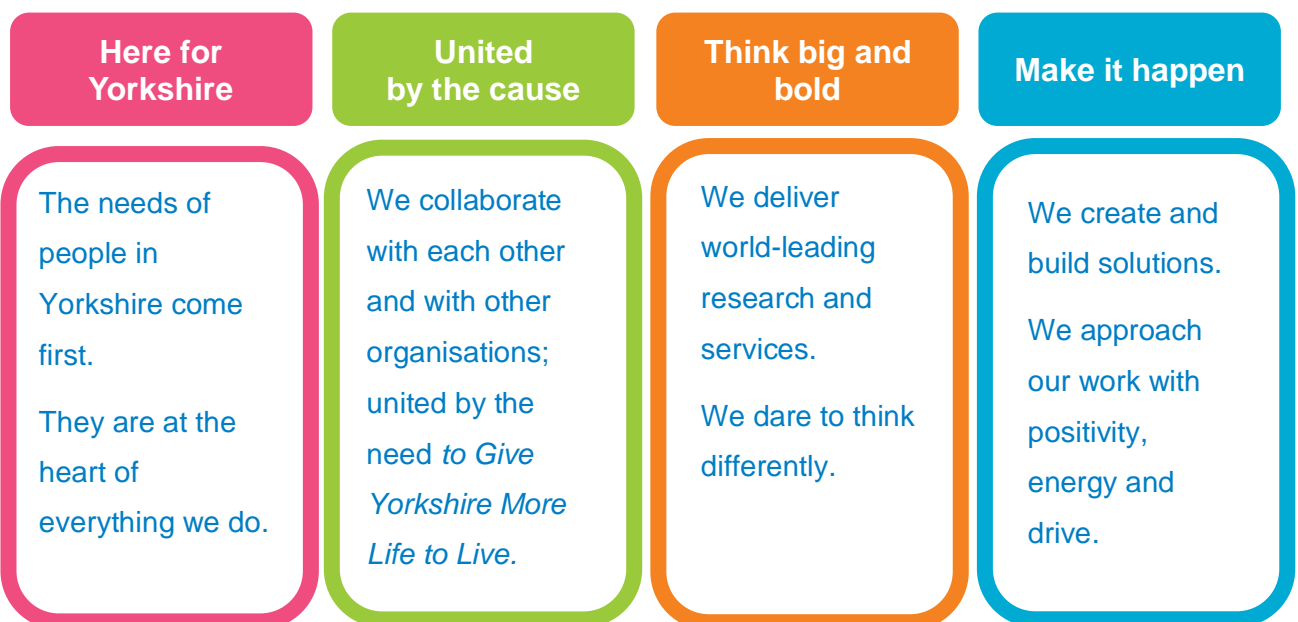 Here for
Yorkshire
The needs of
people in
Yorkshire come
first.
They are at the
heart of
everything we do.
United
by the cause
We collaborate
with each other
and with other
organisations;
united by the
need to Give
Yorkshire More
Life to Live.
Think big and
bold
We deliver
world-leading
research and
services.
We dare to think
differently.
Make it happen
We create and
build solutions.
We approach
our work with
positivity,
energy and
drive.